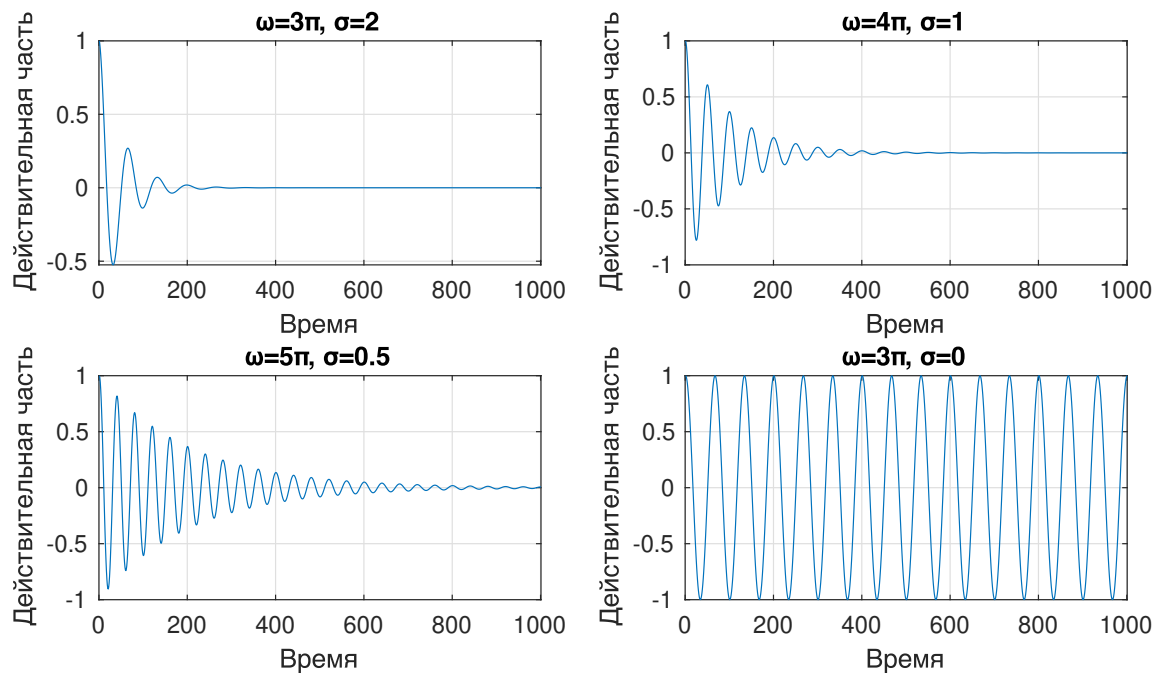 ω=3π, σ=2
Действительная часть
1
0.5
0
-0.5
0 200 400 600 800 1000
Время
ω=4π, σ=1
Действительная часть
1
0.5
0
-0.5
-1
0 200 400 600 800 1000
Время
ω=5π, σ=0.5
Действительная часть
1
0.5
0
-0.5
-1
0 200 400 600 800 1000
Время
ω=3π, σ=0
Действительная часть
1
0.5
0
-0.5
-1
0 200 400 600 800 1000
Время